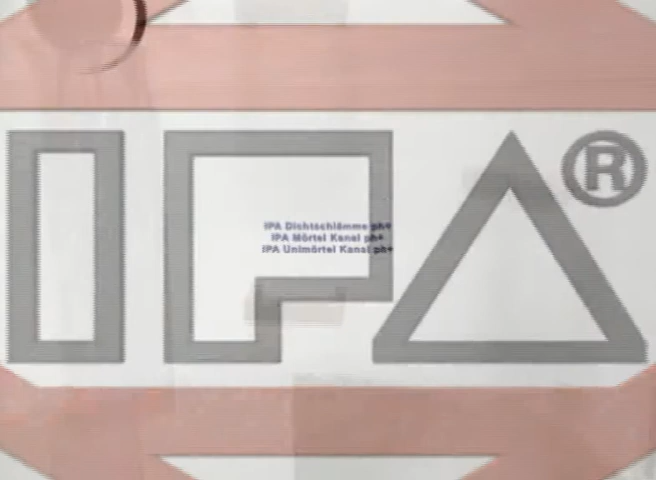 IPA®
IPA Dichtschlämme ph+
IPA Mörtel Kanal ph+
IPA Unimörtel Kanal ph+